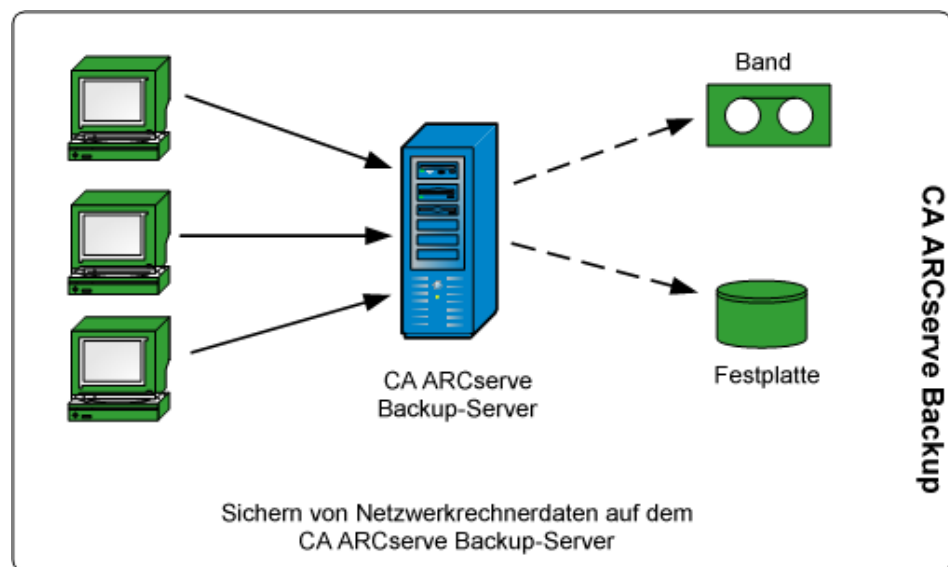 Band
CA ARCserve
Backup-Server
Festplatte
CA ARCserve Backup
Sichern von Netzwerkrechnerdaten auf dem
CA ARCserve Backup-Server